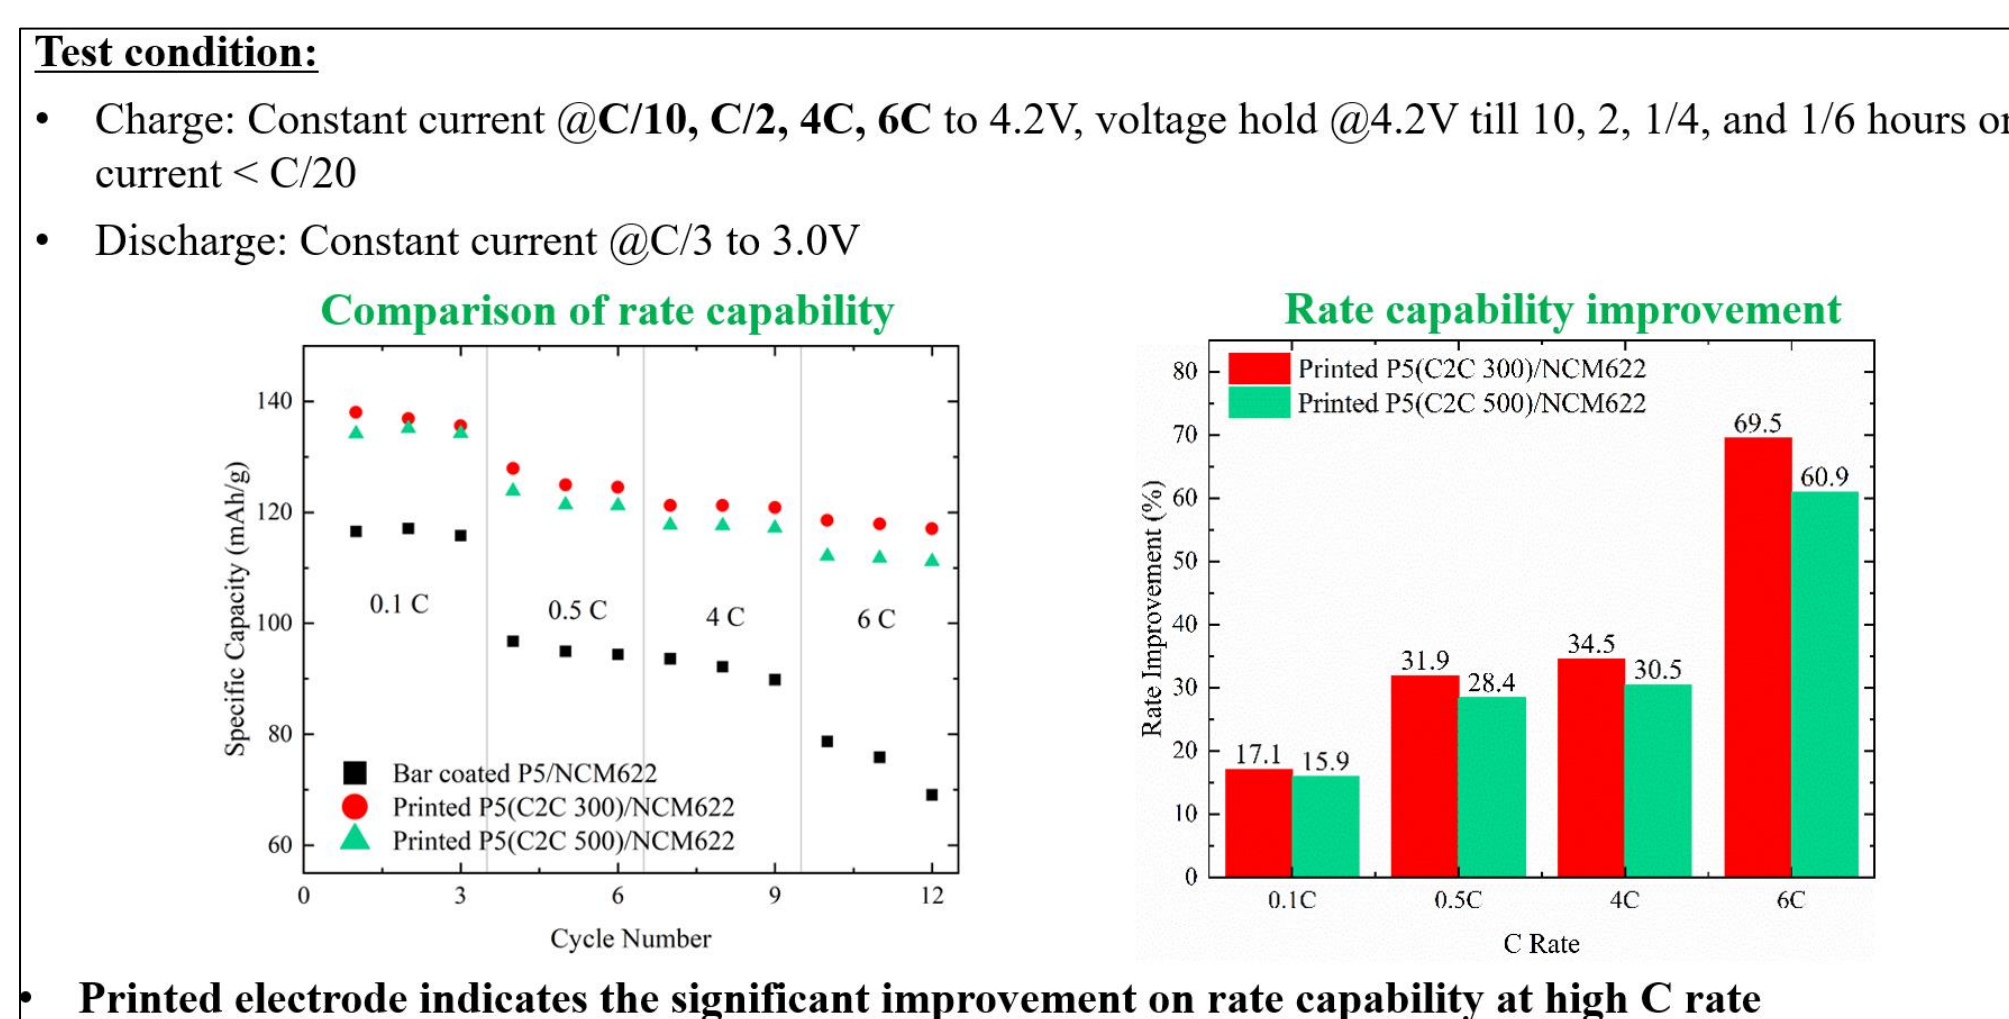 Test condition:
• Charge: Constant current @C/10, C/2, 4C, 6C to 4.2V, voltage hold @4.2V till 10, 2, 1/4, and 1/6 hours or
current < C/20
• Discharge: Constant current @C/3 to 3.0V
Comparison of rate capability
140
120
100
80
60
Specific Capacity (mAh/g)
0.1 C
0.5 C
4 C
6 C
Bar coated P5/NCM622
Printed P5(C2C 300)/NCM622
Printed P5(C2C 500)/NCM622
0 3 6 9 12
Cycle Number
Rate capability improvement
80
70
60
50
40
30
20
10
0
Rate Improvement (%)
Printed P5(C2C 300)/NCM622
Printed P5(C2C 500)/NCM622
17.1 15.9
31.9 28.4
34.5 30.5
69.5 60.9
0.1C 0.5C 4C 6C
C Rate
• Printed electrode indicates the significant improvement on rate capability at high C rate